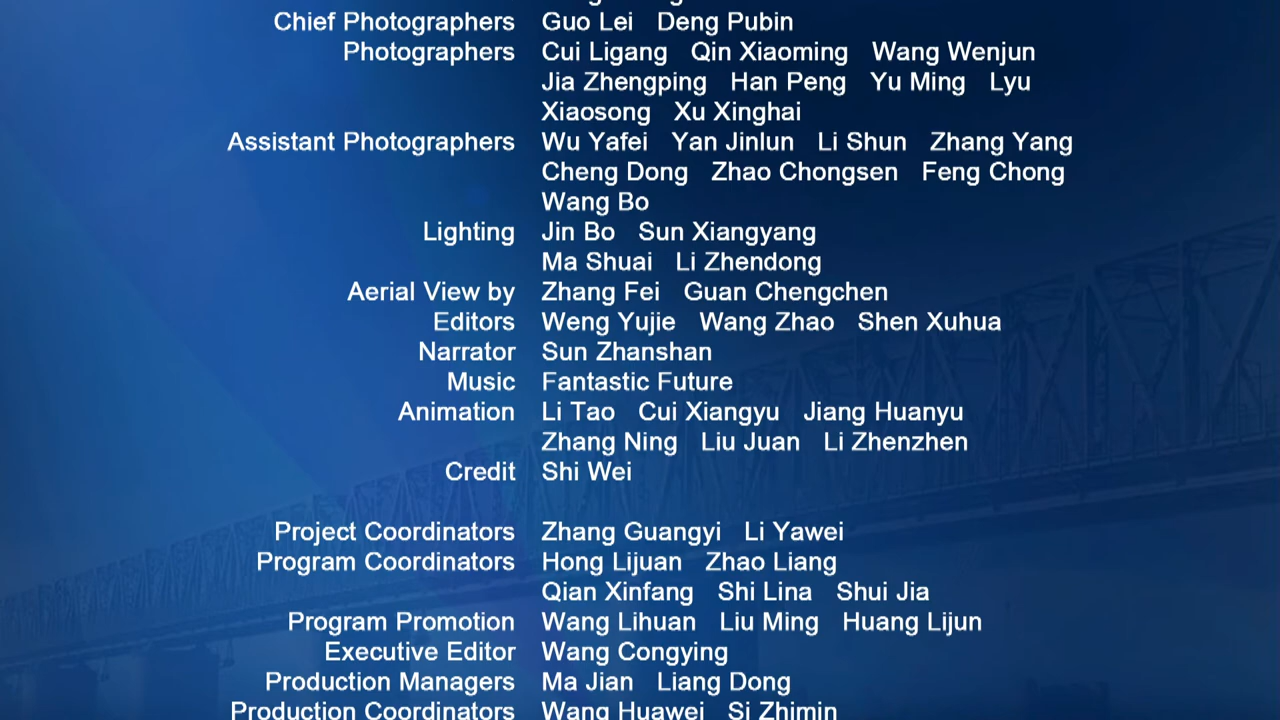 Chief Photographers Guo Lei Deng Pubin
Photographers Cui Ligang Qin Xiaoming Wang Wenjun
Jia Zhengping Han Peng Yu Ming Lyu
Xiaosong Xu Xinghai
Assistant Photographers Wu Yafei Yan Jinlun Li Shun Zhang Yang
Cheng Dong Zhao Chongsen Feng Chong
Wang Bo
Lighting Jin Bo Sun Xiangyang
Ma Shuai Li Zhendong
Aerial View by Zhang Fei Guan Chengchen
Editors Weng Yujie Wang Zhao Shen Xuhua
Narrator Sun Zhanshan
Music Fantastic Future
Animation Li Tao Cui Xiangyu Jiang Huanyu
Zhang Ning Liu Juan Li Zhenzhen
Credit Shi Wei
Project Coordinators Zhang Guangyi Li Yawei
Program Coordinators Hong Lijuan Zhao Liang
Qian Xinfang Shi Lina Shui Jia
Program Promotion Wang Lihuan Liu Ming Huang Lijun
Executive Editor Wang Congying
Production Managers Ma Jian Liang Dong
Production Coordinators Wang Huawei Si Zhimin